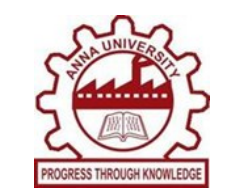 ANNA UNIVERSITY
PROGRESS THROUGH KNOWLEDGE